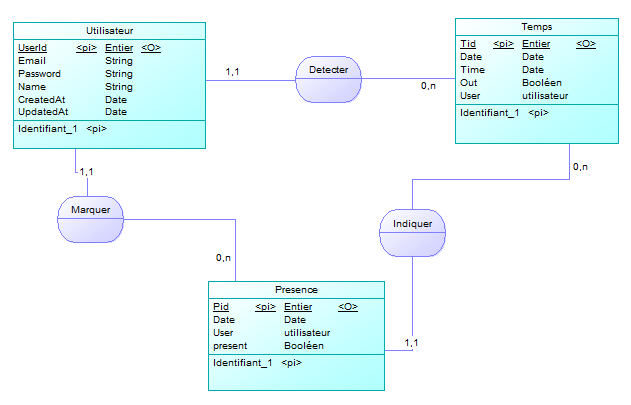 Utilisateur
UserId <pi> Entier <O>
Email String
Password String
Name String
CreatedAt Date
UpdatedAt Date
Identifiant_1 <pi>
1,1
Detecter
0,n
Temps
Tid <pi> Entier <O>
Date Date
Time Date
Out Booléen
User utilisateur
Identifiant_1 <pi>
1,1
Marquer
0,n
0,n
Indiquer
1,1
Presence
Pid <pi> Entier <O>
Date Date
User utilisateur
present Booléen
Identifiant_1 <pi>